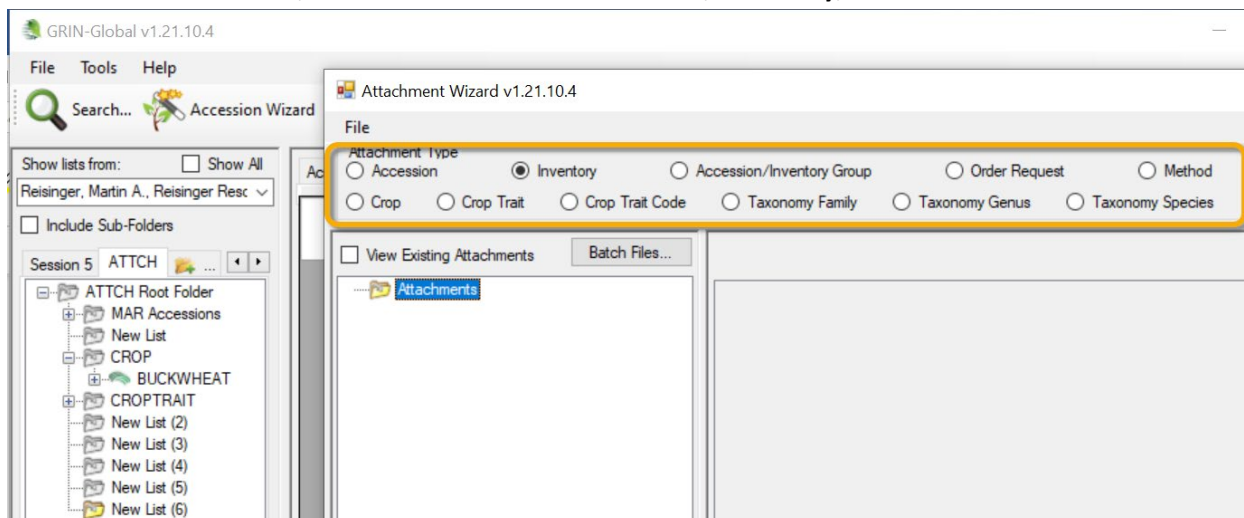 GRIN-Global v1.21.10.4
File Tools Help
Search... Accession Wizard
Show lists from: Show All
Reisinger, Martin A., Reisinger Resc
Include Sub-Folders
Session 5 ATTCH ...
ATTCH Root Folder
MAR Accessions
New List
CROP
BUCKWHEAT
CROPTRAIT
New List (2)
New List (3)
New List (4)
New List (5)
New List (6)
Ac
Attachment Wizard v1.21.10.4
File
Attachment Type
Accession Inventory Accession/Inventory Group Order Request Method
Crop Crop Trait Crop Trait Code Taxonomy Family Taxonomy Genus Taxonomy Species
View Existing Attachments Batch Files...
Attachments